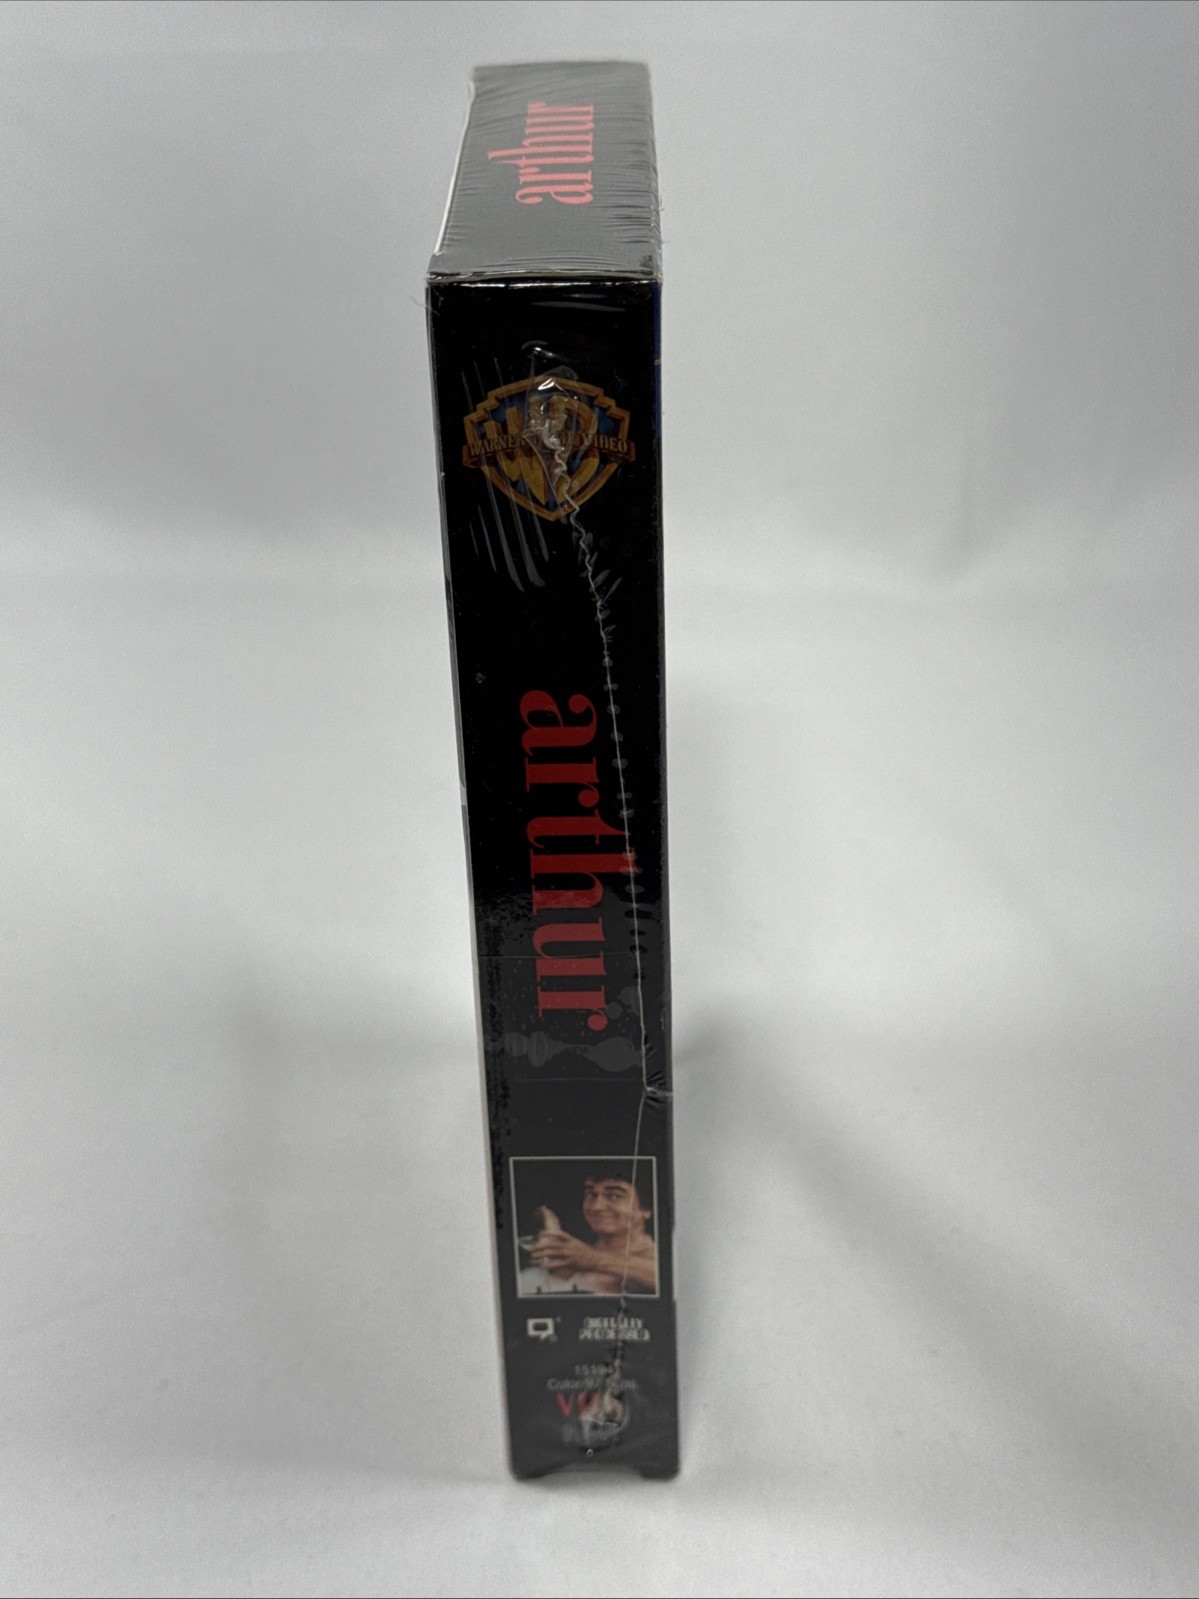 arthur
WARNER HOME VIDEO
arthur
DIGITALLY
PROCESSED
VHS